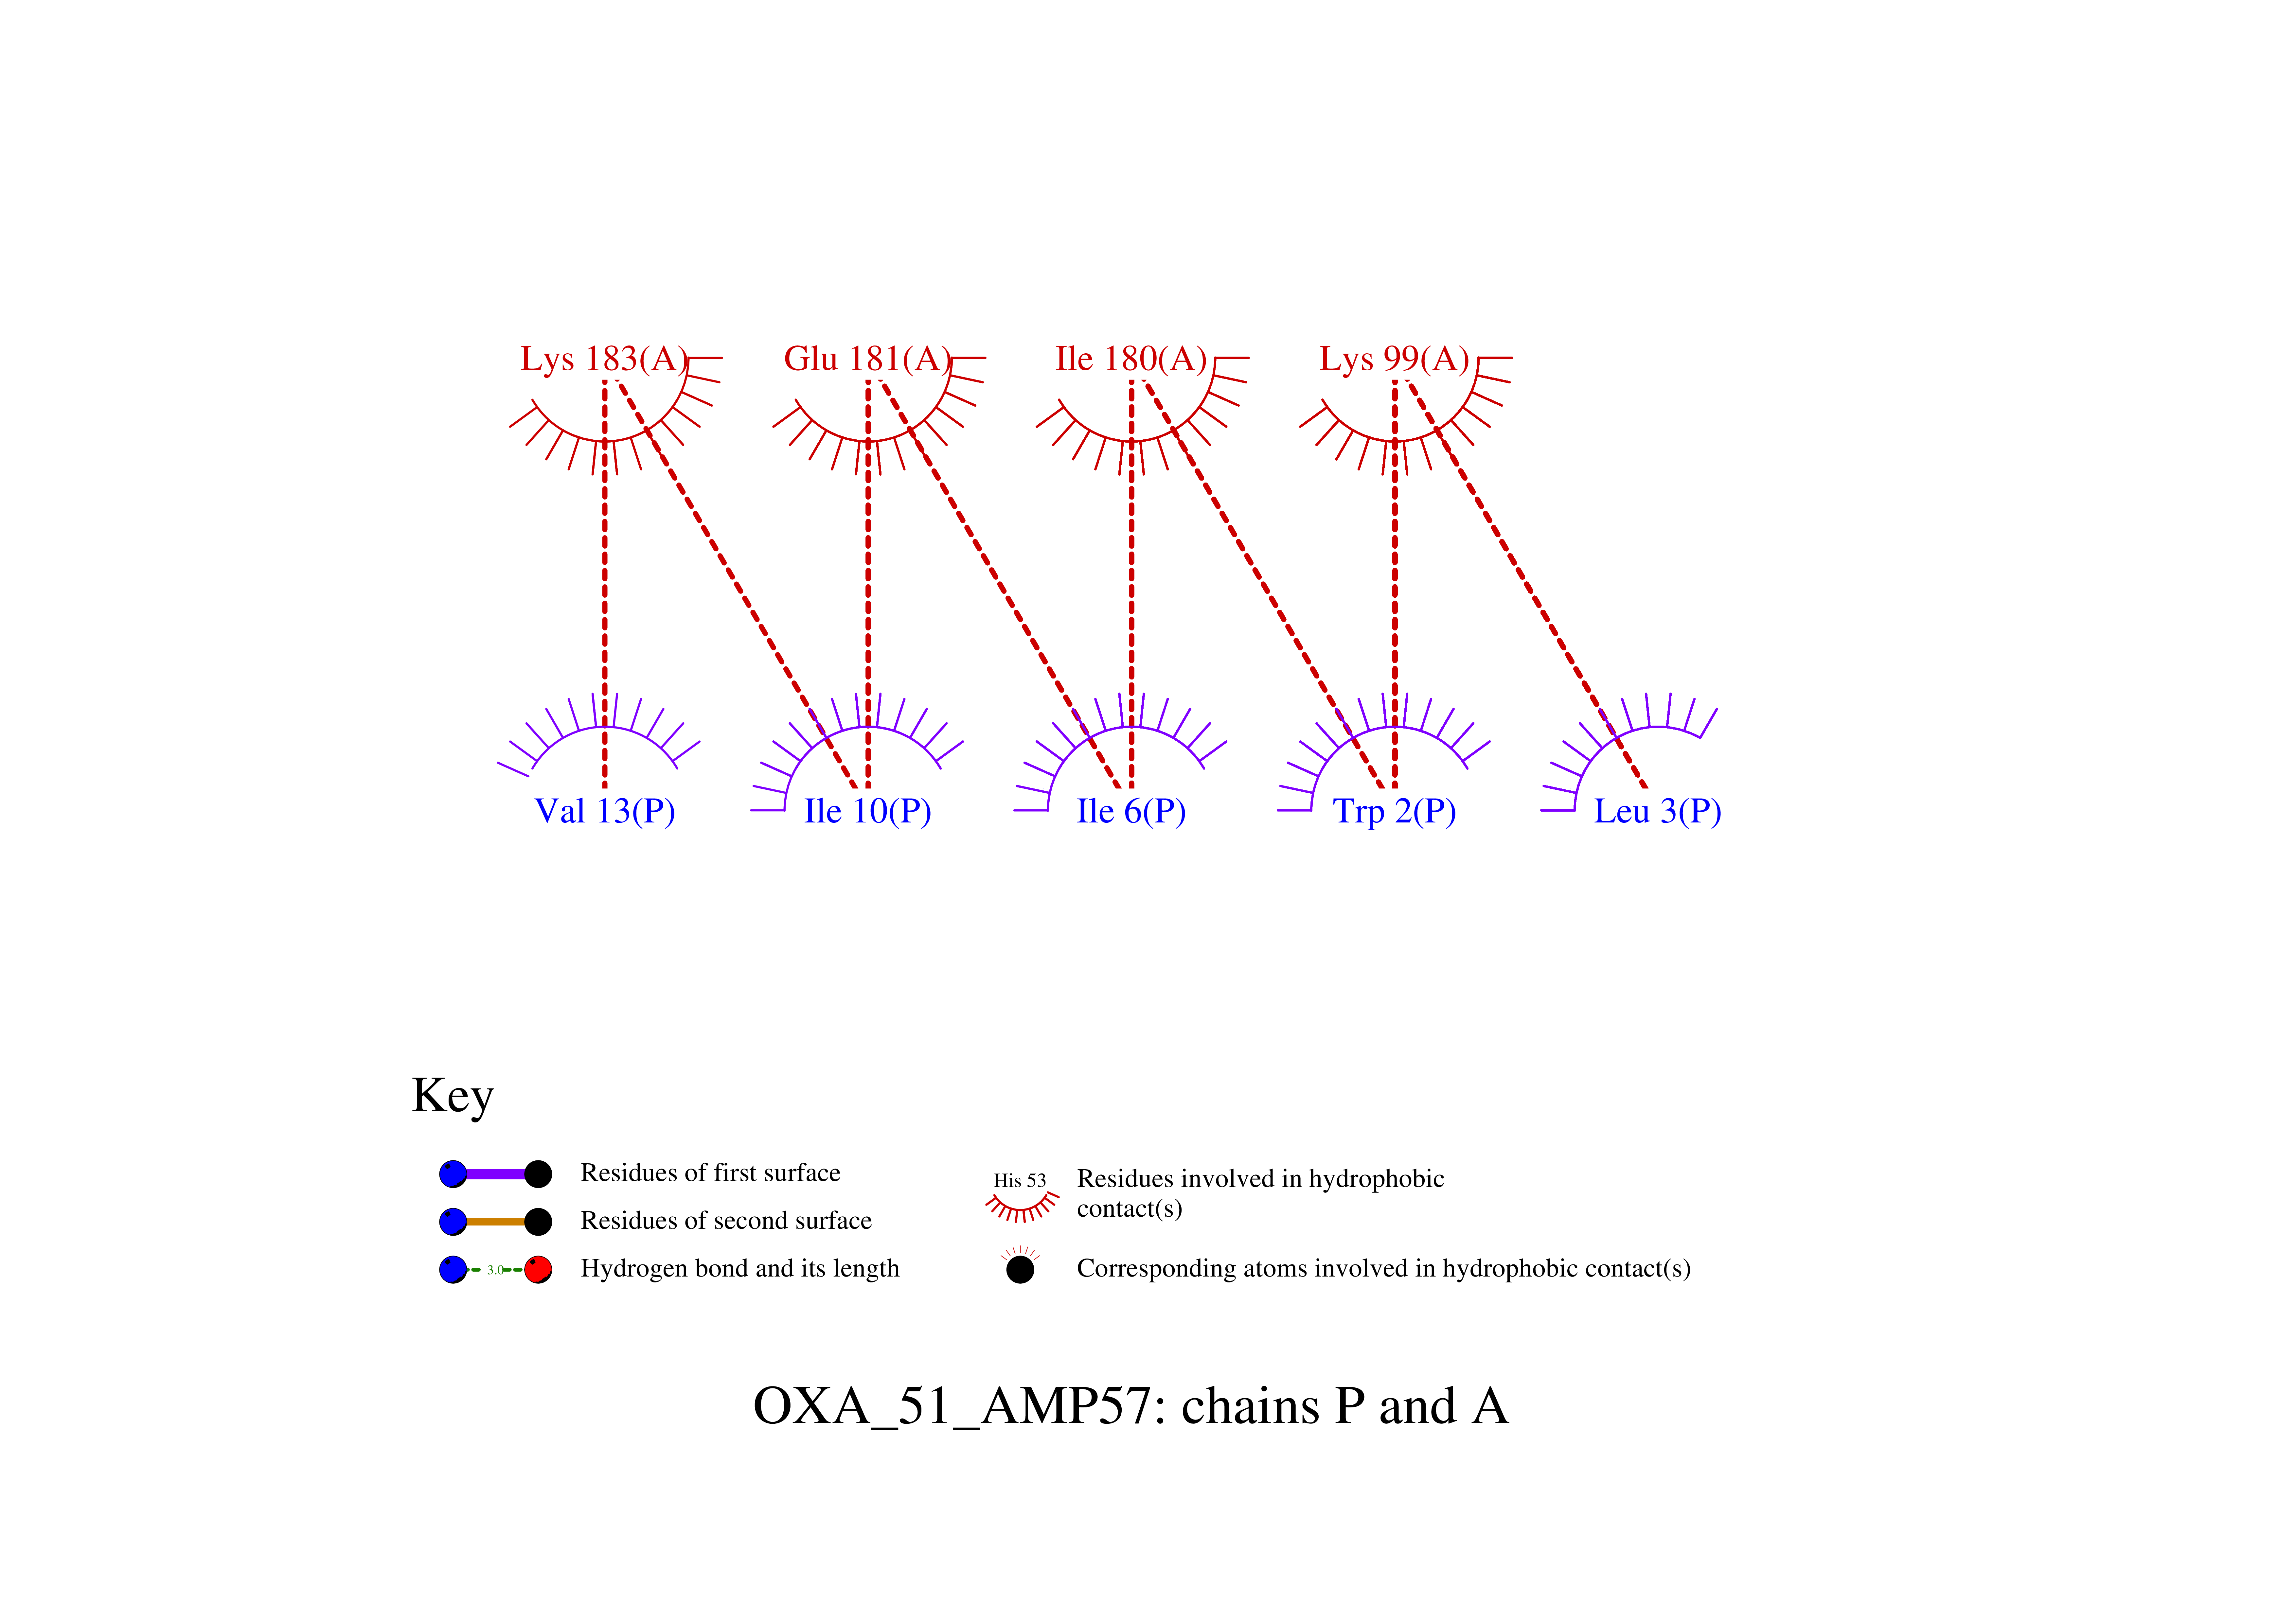 Lys 183(A) Glu 181(A) Ile 180(A) Lys 99(A)
Val 13(P) Ile 10(P) Ile 6(P) Trp 2(P) Leu 3(P)
Key
Residues of first surface
Residues of second surface
3.0 Hydrogen bond and its length
His 53 Residues involved in hydrophobic
contact(s)
Corresponding atoms involved in hydrophobic contact(s)
OXA_51_AMP57: chains P and A